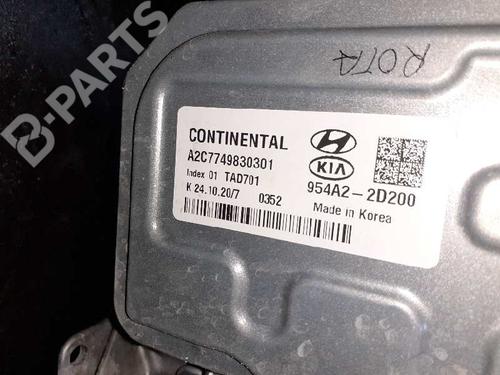 B-PARTS
ROTA
CONTINENTAL
A2C7749830301
Index 01 TAD701
K 24.10.20/7 0352
KIA
954A2-2D200
Made in Korea